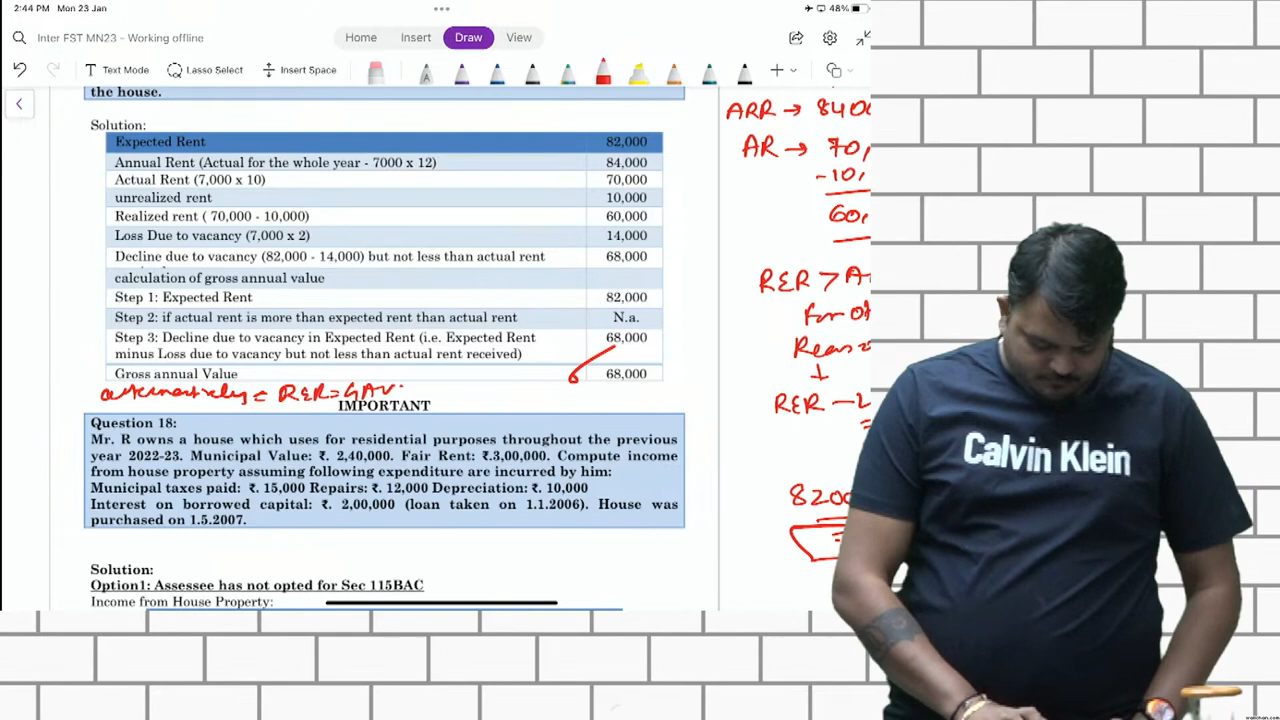 2:44 PM Mon 23 Jan
48%
Inter FST MN23 - Working offline
Home Insert Draw View
Text Mode Lasso Select Insert Space
the house.
Solution:
Expected Rent 82,000
Annual Rent (Actual for the whole year - 7000 x 12) 84,000
Actual Rent (7,000 x 10) 70,000
unrealized rent 10,000
Realized rent ( 70,000 - 10,000) 60,000
Loss Due to vacancy (7,000 x 2) 14,000
Decline due to vacancy (82,000 - 14,000) but not less than actual rent 68,000
calculation of gross annual value
Step 1: Expected Rent 82,000
Step 2: if actual rent is more than expected rent than actual rent N.a.
Step 3: Decline due to vacancy in Expected Rent (i.e. Expected Rent 68,000
minus Loss due to vacancy but not less than actual rent received)
Gross annual Value 68,000
alternatively = RER = GAV
IMPORTANT
Question 18:
Mr. R owns a house which uses for residential purposes throughout the previous
year 2022-23. Municipal Value: ₹. 2,40,000. Fair Rent: ₹.3,00,000. Compute income
from house property assuming following expenditure are incurred by him:
Municipal taxes paid: ₹. 15,000 Repairs: ₹. 12,000 Depreciation: ₹. 10,000
Interest on borrowed capital: ₹. 2,00,000 (loan taken on 1.1.2006). House was
purchased on 1.5.2007.
Solution:
Option1: Assessee has not opted for Sec 115BAC
Income from House Property:
ARR → 8400
AR → 70,
-10,
60,
RER > A
For Ot
Reas
↓
RER - 2
8200
Calvin Klein